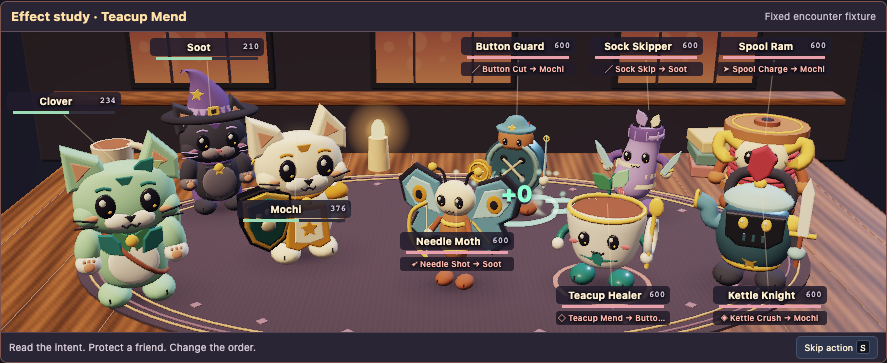 Effect study · Teacup Mend
Fixed encounter fixture
Soot 210
Button Guard 600
Button Cut → Mochi
Sock Skipper 600
Sock Skip → Soot
Spool Ram 600
Spool Charge → Mochi
Clover 234
Mochi 376
+0
Needle Moth 600
Needle Shot → Soot
Teacup Healer 600
Teacup Mend → Butto...
Kettle Knight 600
Kettle Crush → Mochi
Read the intent. Protect a friend. Change the order.
Skip action S